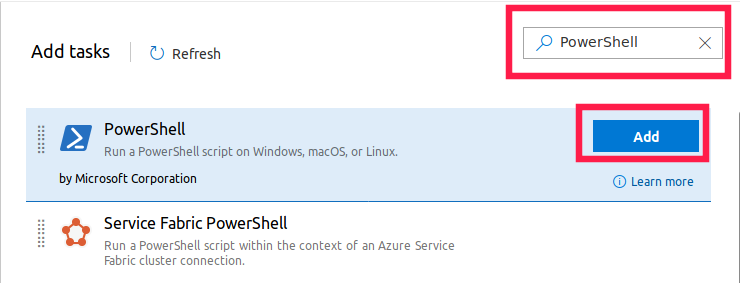 Add tasks
Refresh
PowerShell
PowerShell
Run a PowerShell script on Windows, macOS, or Linux.
Add
by Microsoft Corporation
Learn more
Service Fabric PowerShell
Run a PowerShell script within the context of an Azure Service
Fabric cluster connection.